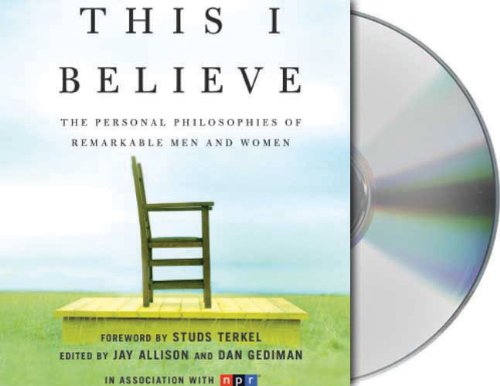 THIS I
BELIEVE
THE PERSONAL PHILOSOPHIES OF
REMARKABLE MEN AND WOMEN
FOREWORD BY STUDS TERKEL
EDITED BY JAY ALLISON AND DAN GEDIMAN
IN ASSOCIATION WITH npr